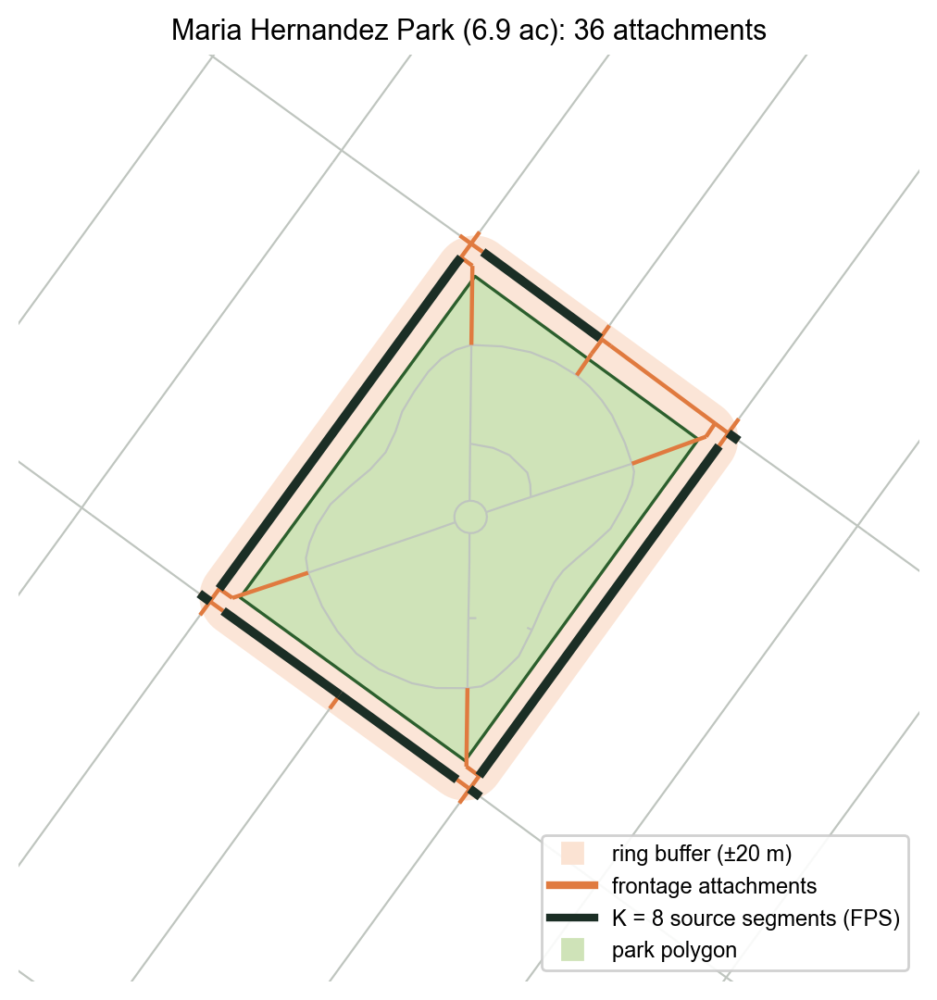 Maria Hernandez Park (6.9 ac): 36 attachments
ring buffer (±20 m)
frontage attachments
K = 8 source segments (FPS)
park polygon